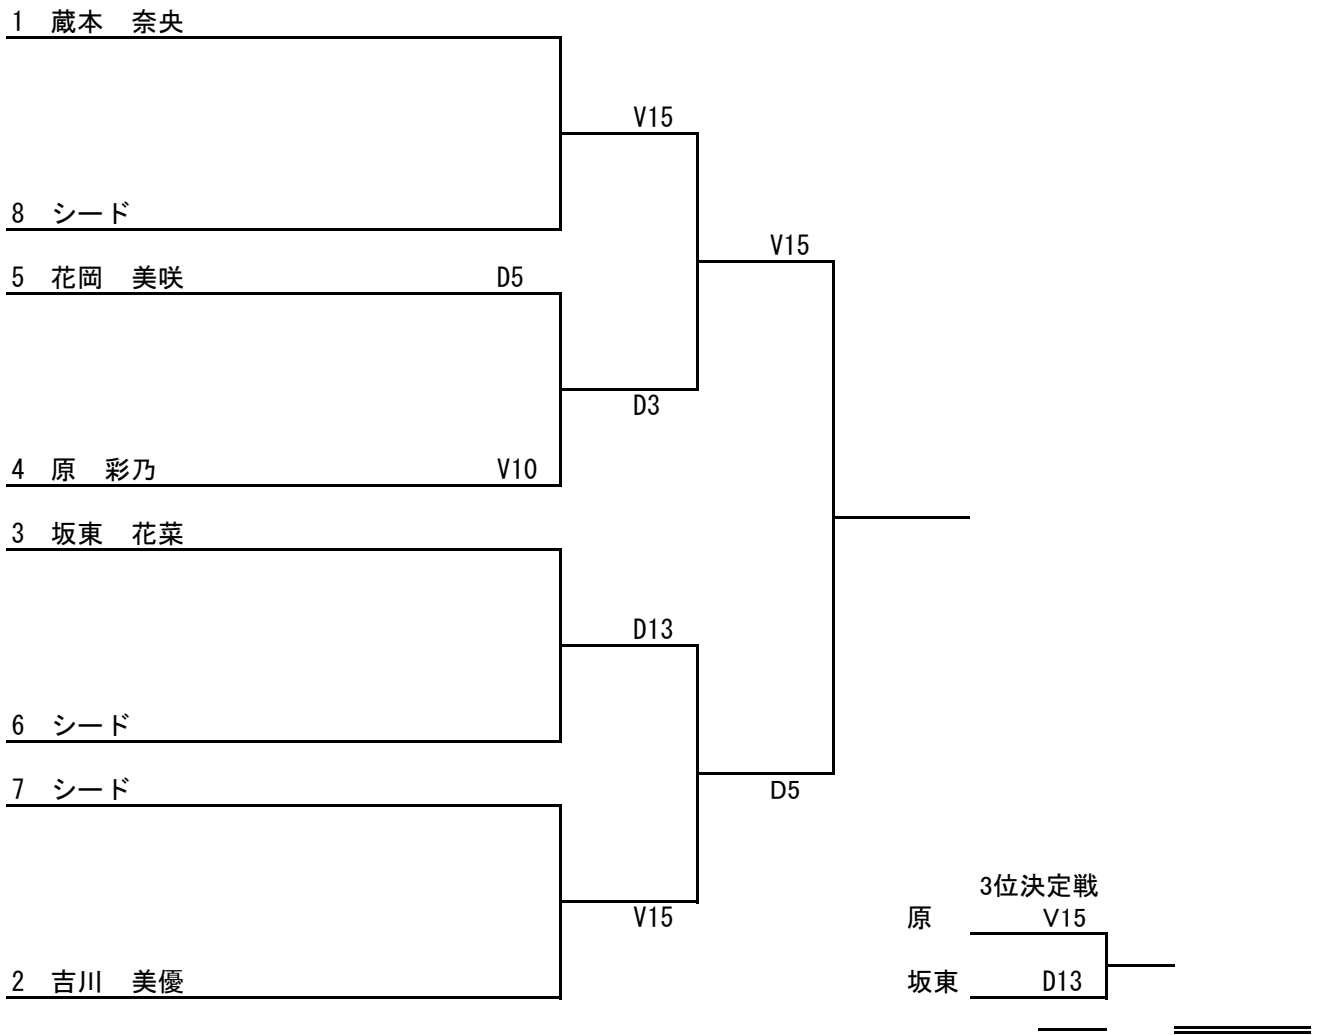 1 蔵本 奈央
V15
8 シード
V15
5 花岡 美咲 D5
D3
4 原 彩乃 V10
3 坂東 花菜
D13
6 シード
7 シード
D5
3位決定戦
原 V15
V15
2 吉川 美優
坂東 D13